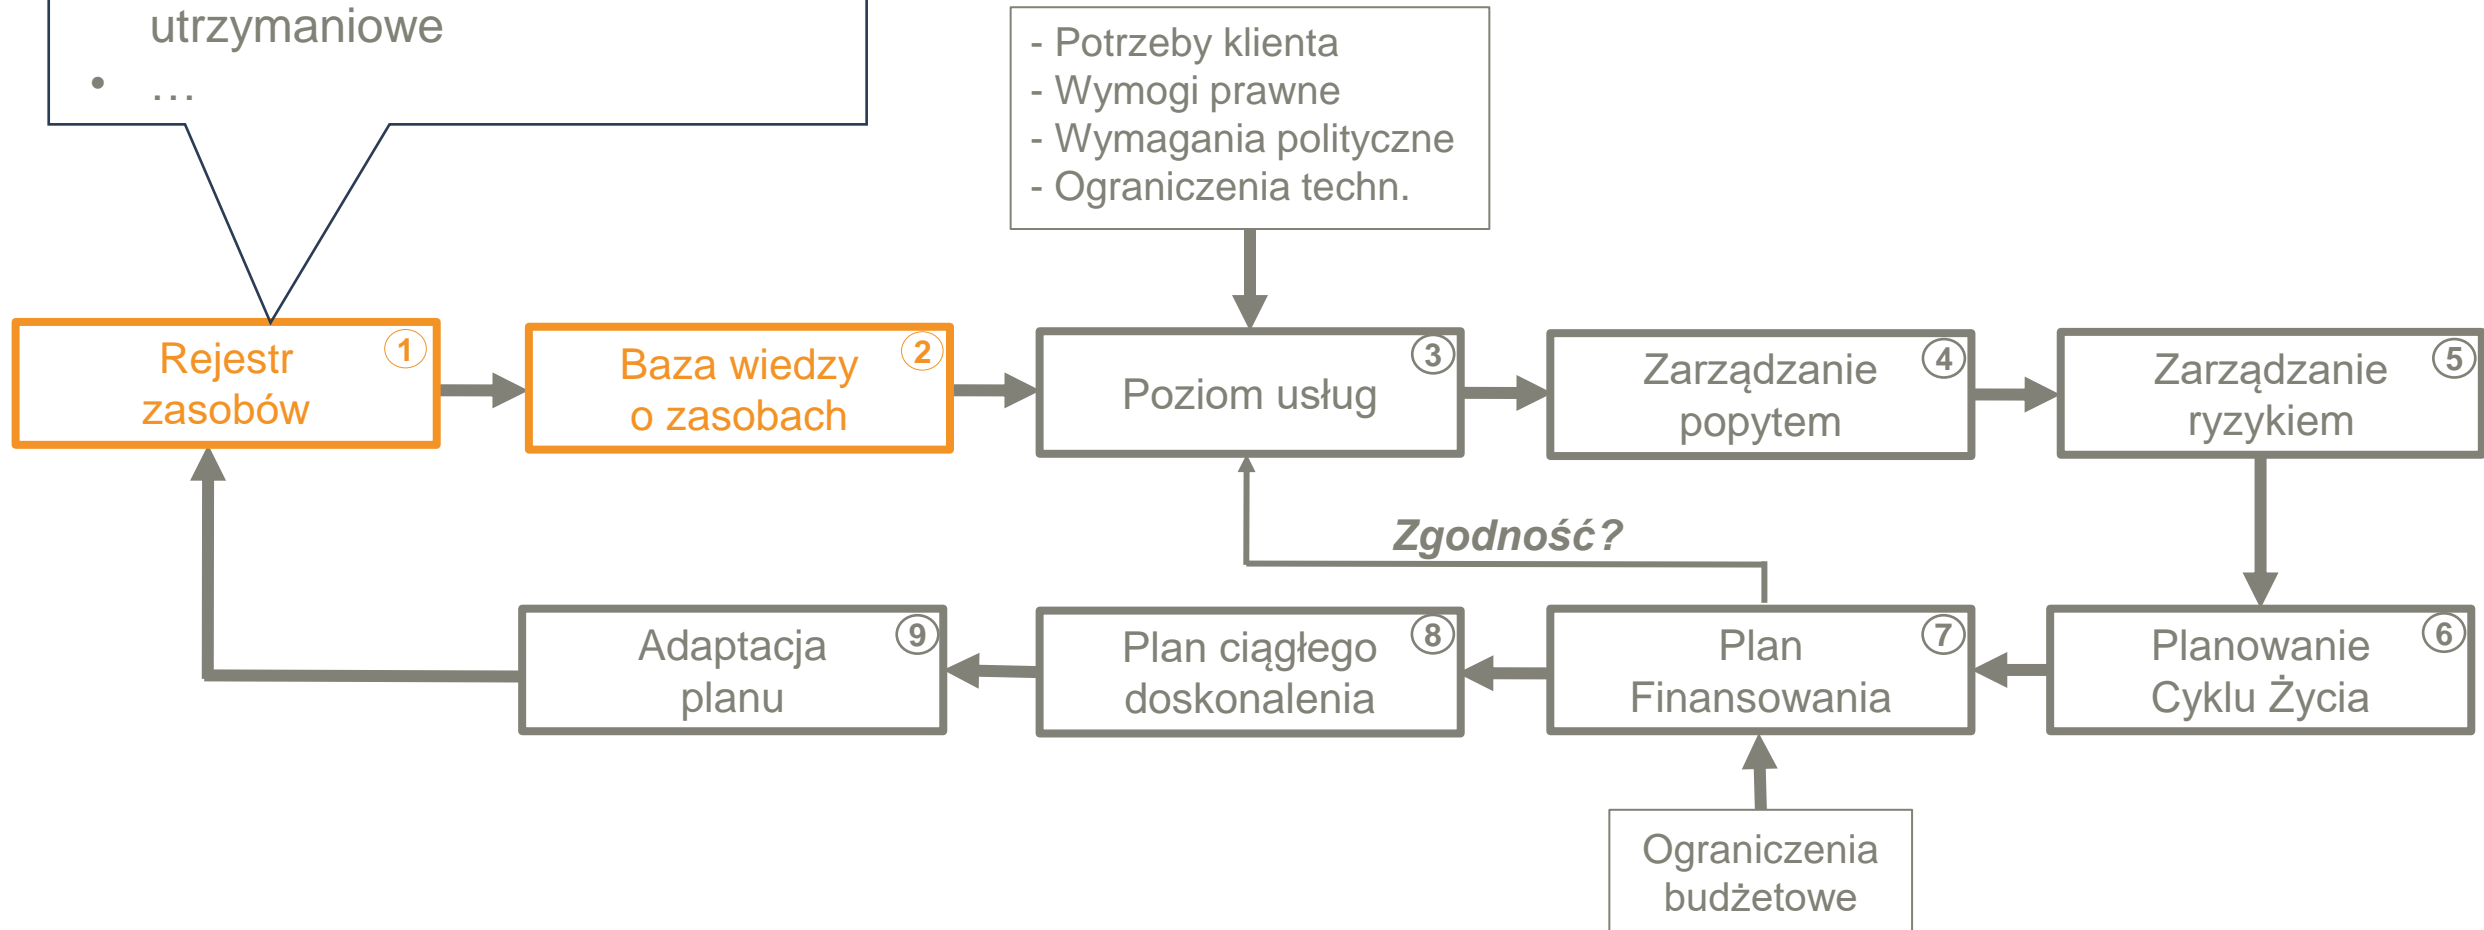 utrzymaniowe
• …
- Potrzeby klienta
- Wymogi prawne
- Wymagania polityczne
- Ograniczenia techn.
Rejestr
zasobów
1
Baza wiedzy
o zasobach
2
Poziom usług
3
Zarządzanie
popytem
4
Zarządzanie
ryzykiem
5
Zgodność?
Planowanie
Cyklu Życia
6
Plan
Finansowania
7
Plan ciągłego
doskonalenia
8
Adaptacja
planu
9
Ograniczenia
budżetowe